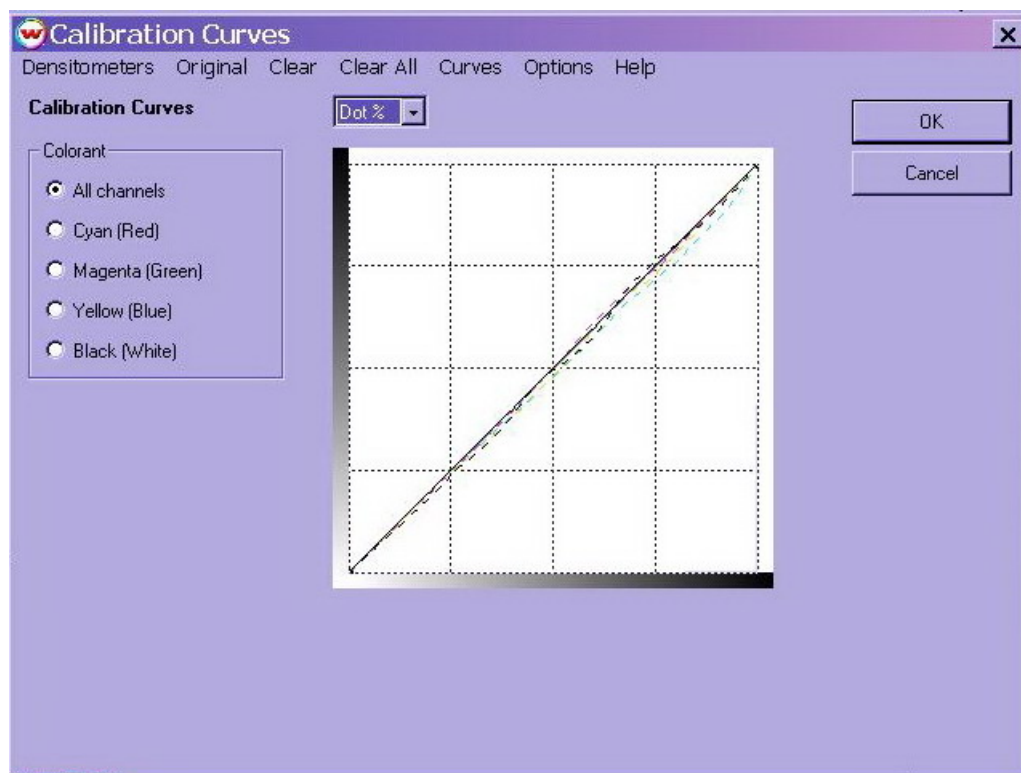 Calibration Curves
Densitometers Original Clear Clear All Curves Options Help
Calibration Curves
Dot %
OK
Cancel
Colorant
All channels
Cyan (Red)
Magenta (Green)
Yellow (Blue)
Black (White)